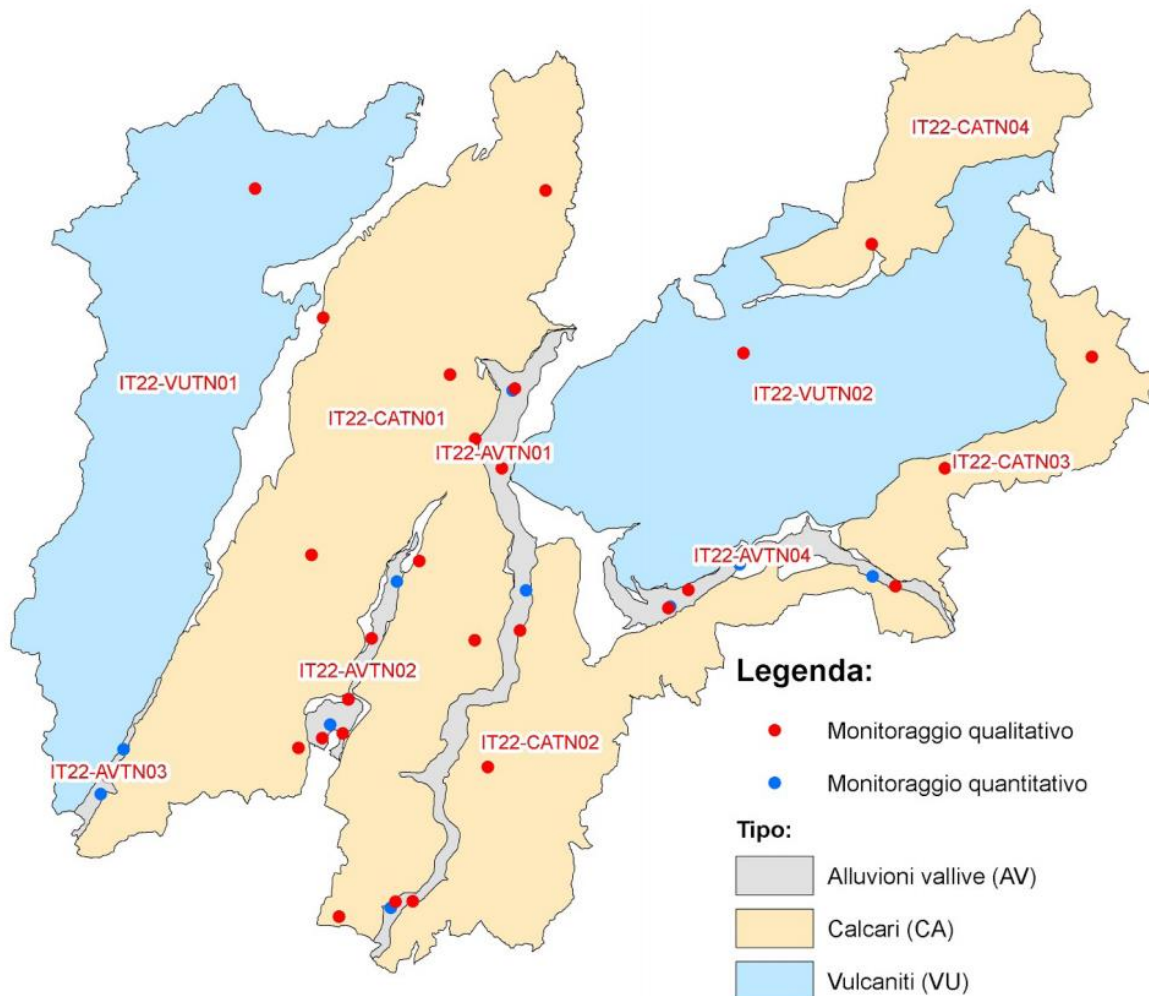 IT22-CATN04
IT22-VUTN01
IT22-VUTN02
IT22-CATN01
IT22-AVTN01
IT22-CATN03
IT22-AVTN04
IT22-AVTN02
IT22-CATN02
IT22-AVTN03
Legenda:
Monitoraggio qualitativo
Monitoraggio quantitativo
Tipo:
Alluvioni vallive (AV)
Calcari (CA)
Vulcaniti (VU)